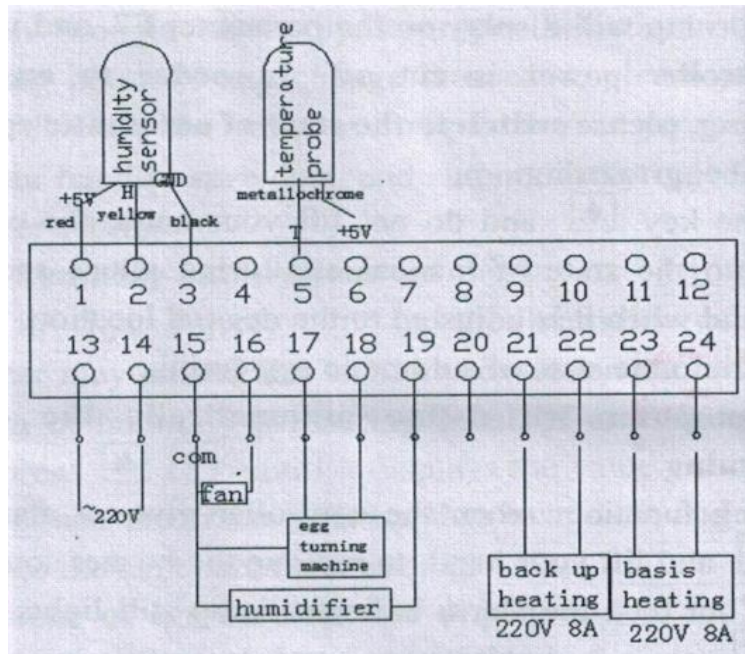 humidity
sensor
temperature
probe
+5V
red
H
yellow
GND
black
metallochrome
T
+5V
1 2 3 4 5 6 7 8 9 10 11 12
13 14 15 16 17 18 19 20 21 22 23 24
com
~220V
fan
egg
turning
machine
humidifier
back up
heating
220V 8A
basis
heating
220V 8A